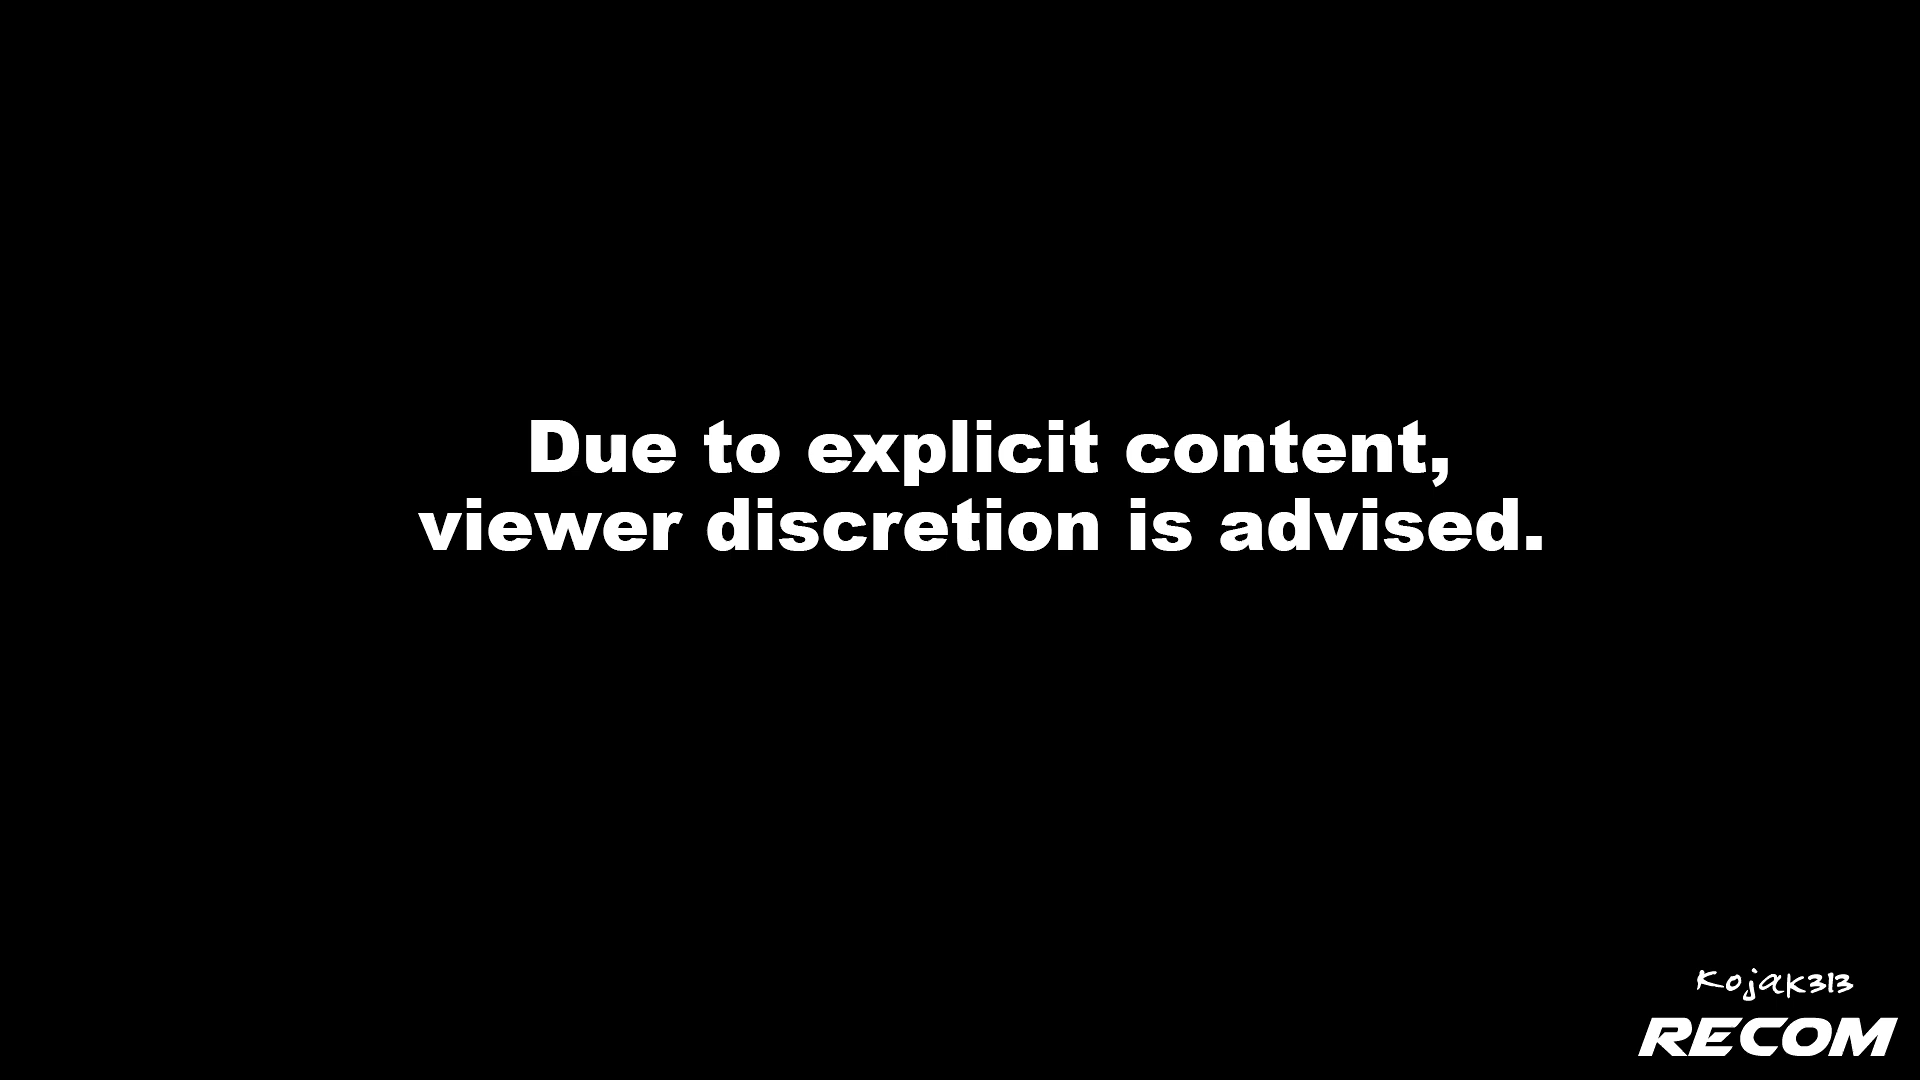 Due to explicit content,
viewer discretion is advised.
Kojak313
RECOM